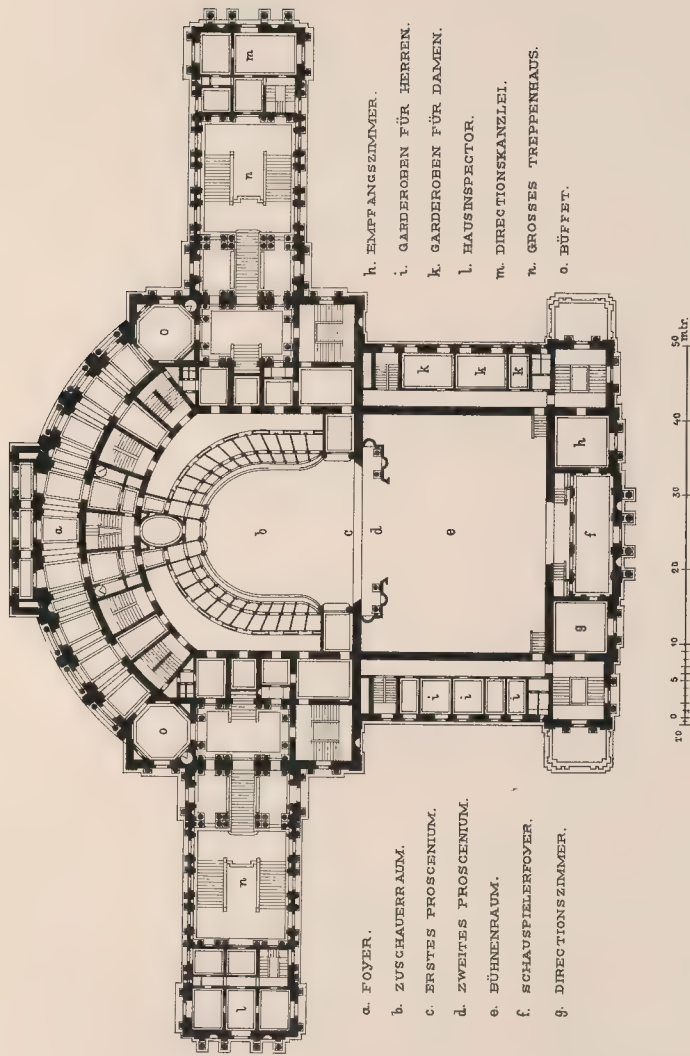 a
o
o
n
n
l
m
b
c
d
e
i
i
i
k
k
k
g
f
h
a. FOYER.
b. ZUSCHAUERRAUM.
c. ERSTES PROSCENIUM.
d. ZWEITES PROSCENIUM.
e. BÜHNENRAUM.
f. SCHAUSPIELERFOYER.
g. DIRECTIONSZIMMER.
h. EMPFANGSZIMMER.
i. GARDEROBEN FÜR HERREN.
k. GARDEROBEN FÜR DAMEN.
l. HAUSINSPECTOR.
m. DIRECTIONSKANZLEI.
n. GROSSES TREPPENHAUS.
o. BÜFFET.
10 0 5 10 20 30 40 50 mtr.